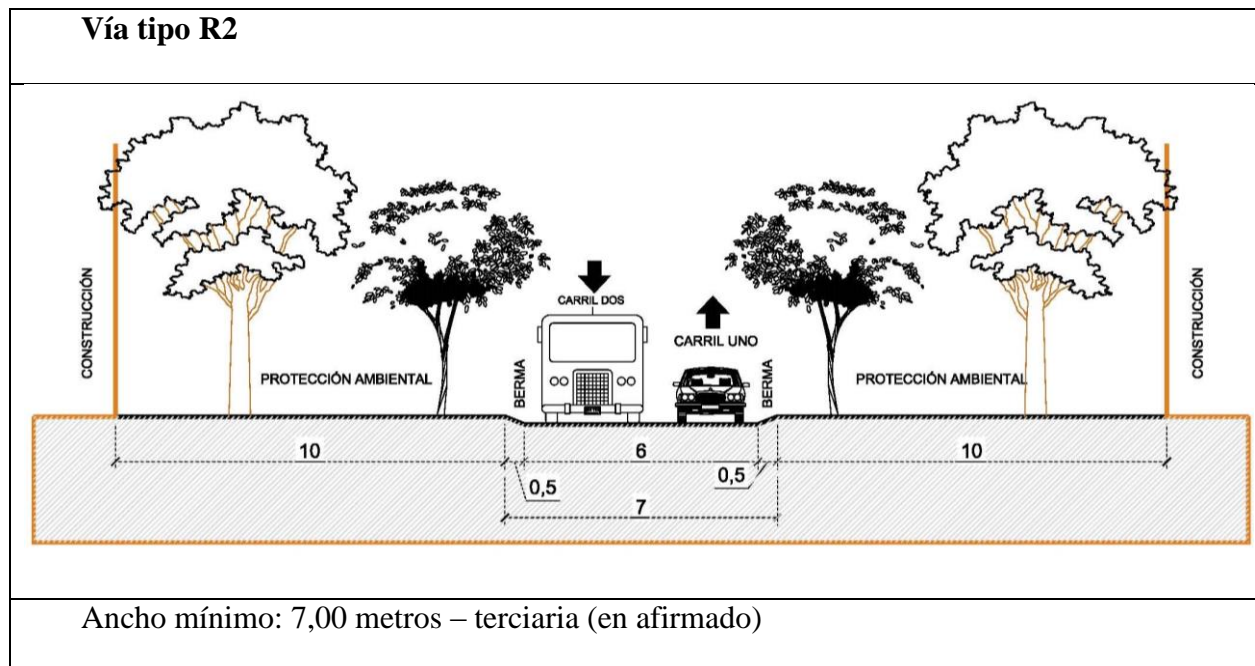 Vía tipo R2
CARRIL DOS
CARRIL UNO
CONSTRUCCIÓN
PROTECCIÓN AMBIENTAL
BERMA
BERMA
PROTECCIÓN AMBIENTAL
CONSTRUCCIÓN
10
6
10
0,5
0,5
7
Ancho mínimo: 7,00 metros – terciaria (en afirmado)